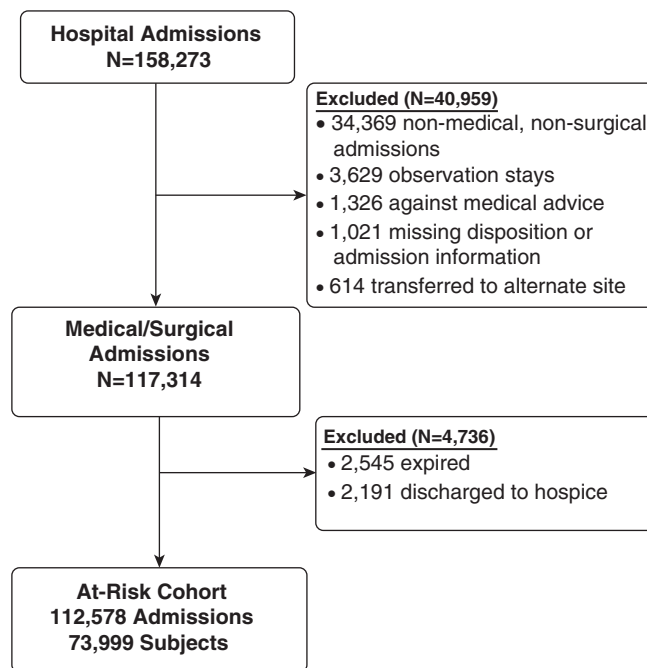 Hospital Admissions
N=158,273
Excluded (N=40,959)
• 34,369 non-medical, non-surgical
admissions
• 3,629 observation stays
• 1,326 against medical advice
• 1,021 missing disposition or
admission information
• 614 transferred to alternate site
Medical/Surgical
Admissions
N=117,314
Excluded (N=4,736)
• 2,545 expired
• 2,191 discharged to hospice
At-Risk Cohort
112,578 Admissions
73,999 Subjects